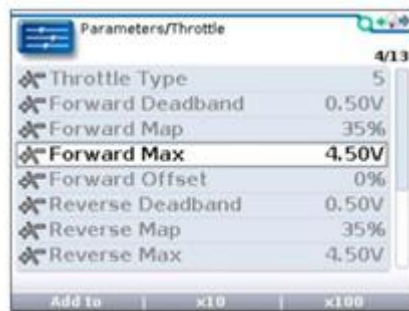 Parameters/Throttle
4/13
Throttle Type 5
Forward Deadband 0.50V
Forward Map 35%
Forward Max 4.50V
Forward Offset 0%
Reverse Deadband 0.50V
Reverse Map 35%
Reverse Max 4.50V
Add to | x10 | x100